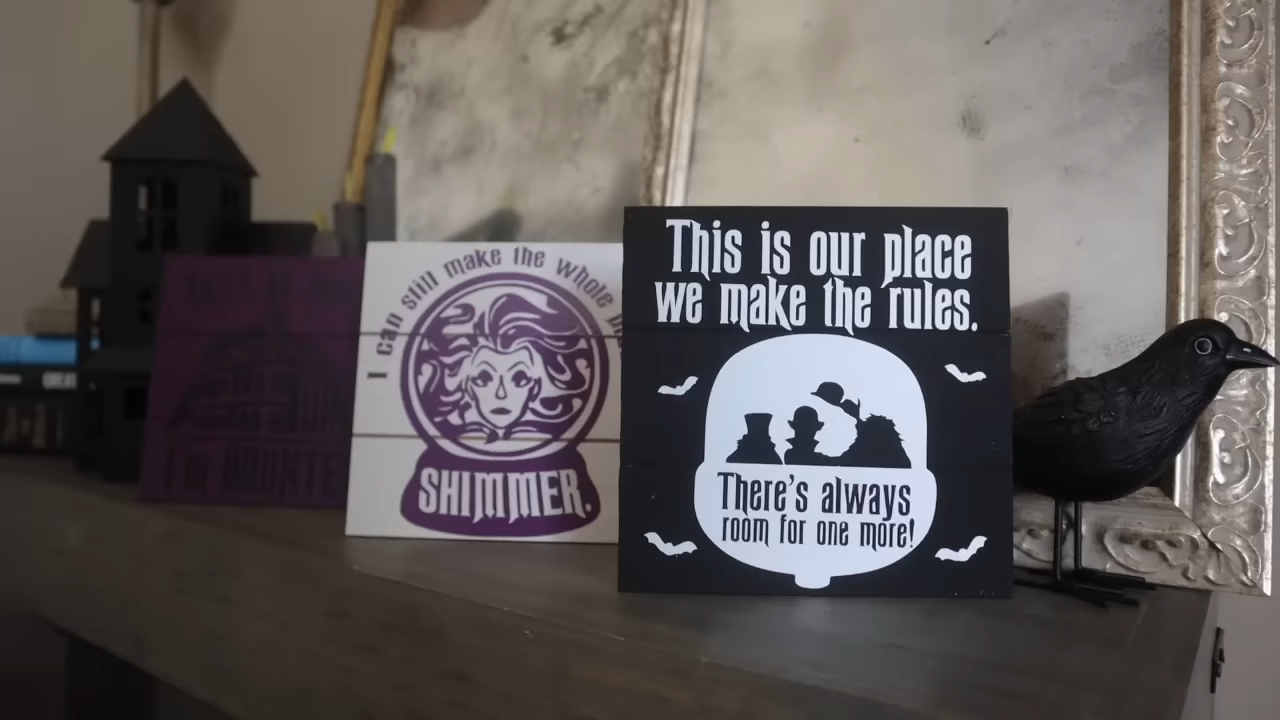 I can still make the whole
SHIMMER.
This is our place
we make the rules.
There's always
room for one more!